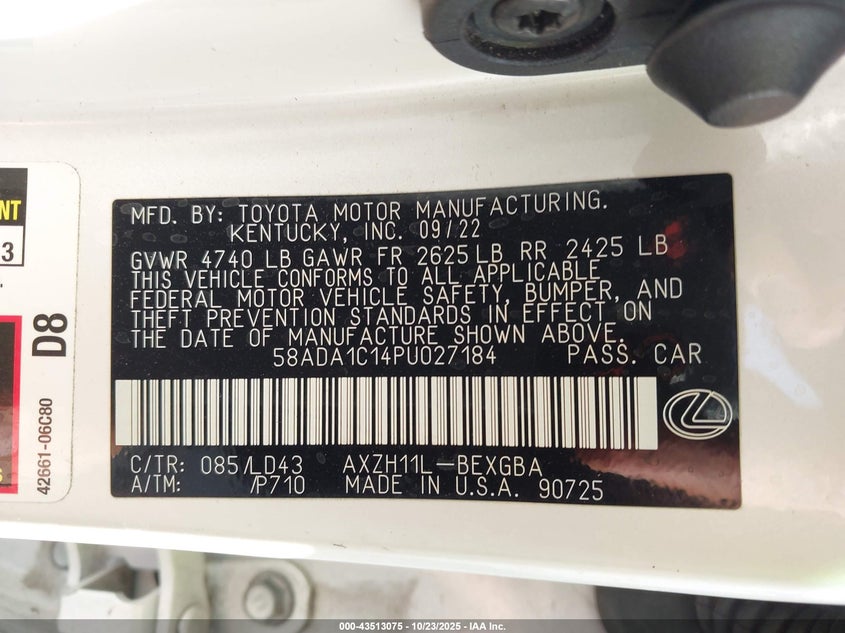 NT
3
D8
42661-06C80
S
MFD. BY: TOYOTA MOTOR MANUFACTURING.
KENTUCKY, INC. 09/22
GVWR 4740 LB GAWR FR 2625 LB RR 2425 LB
THIS VEHICLE CONFORMS TO ALL APPLICABLE
FEDERAL MOTOR VEHICLE SAFETY, BUMPER, AND
THEFT PREVENTION STANDARDS IN EFFECT ON
THE DATE OF MANUFACTURE SHOWN ABOVE.
58ADA1C14PU027184 PASS. CAR
C/TR: 085/LD43 AXZH11L-BEXGBA
A/TM: /P710 MADE IN U.S.A. 90725
000-43513075 - 10/23/2025 - IAA Inc.